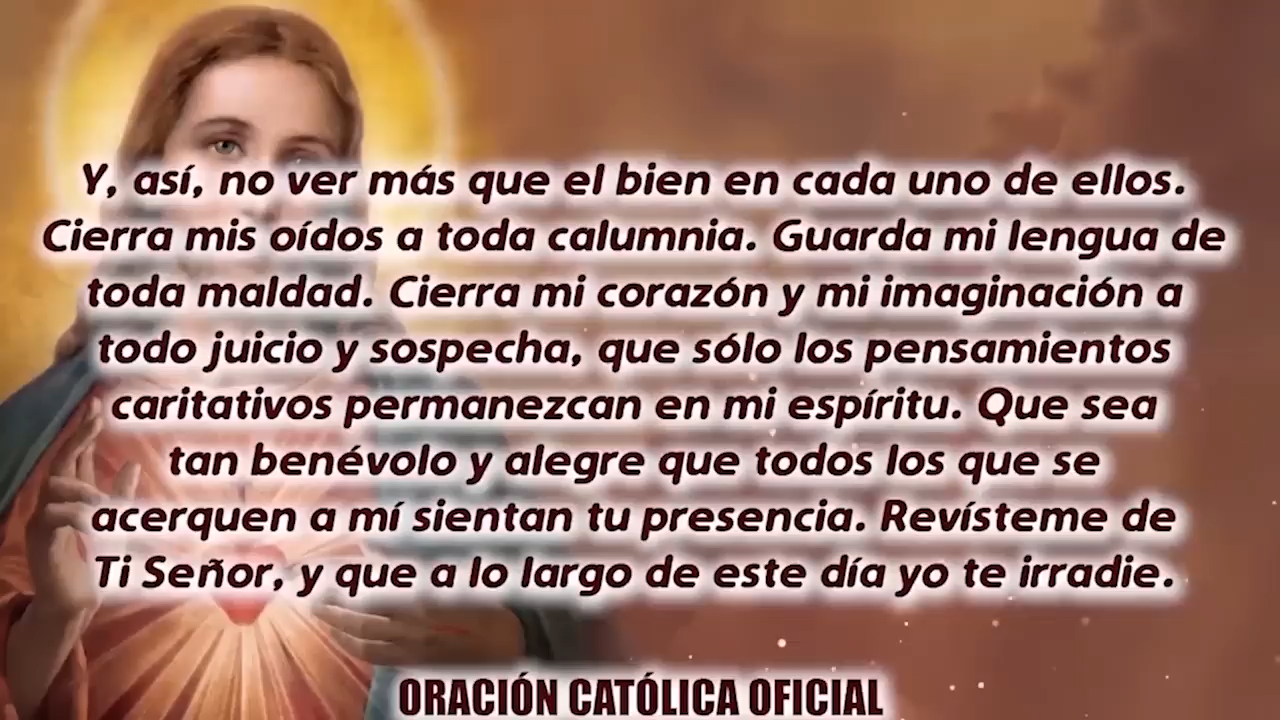 Y, así, no ver más que el bien en cada uno de ellos.
Cierra mis oídos a toda calumnia. Guarda mi lengua de
toda maldad. Cierra mi corazón y mi imaginación a
todo juicio y sospecha, que sólo los pensamientos
caritativos permanezcan en mi espíritu. Que sea
tan benévolo y alegre que todos los que se
acerquen a mí sientan tu presencia. Revísteme de
Ti Señor, y que a lo largo de este día yo te irradie.
ORACIÓN CATÓLICA OFICIAL